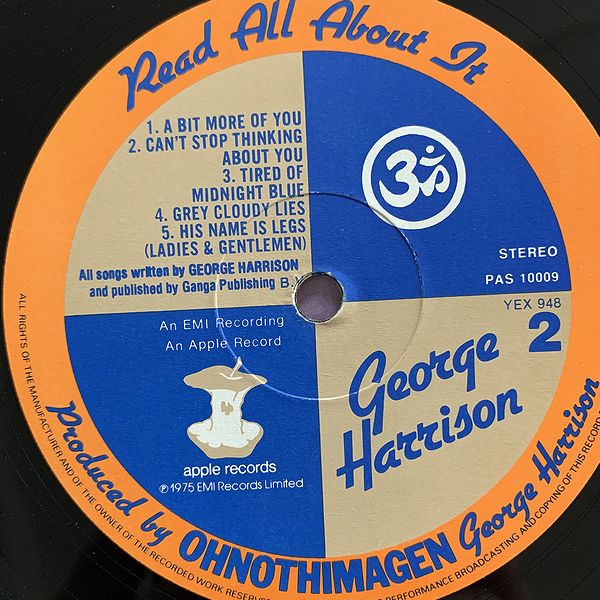 Read All About It
1. A BIT MORE OF YOU
2. CAN'T STOP THINKING
ABOUT YOU
3. TIRED OF
MIDNIGHT BLUE
4. GREY CLOUDY LIES
5. HIS NAME IS LEGS
(LADIES & GENTLEMEN)
All songs written by GEORGE HARRISON
and published by Ganga Publishing B.
ॐ
STEREO
PAS 10009
YEX 948
2
An EMI Recording
An Apple Record
George
Harrison
apple records
℗ 1975 EMI Records Limited
Produced by OHNOTHIMAGEN George Harrison
ALL RIGHTS OF THE MANUFACTURER AND OF THE OWNER OF THE RECORDED WORK RESERVED
PERFORMANCE BROADCASTING AND COPYING OF THIS RECORD